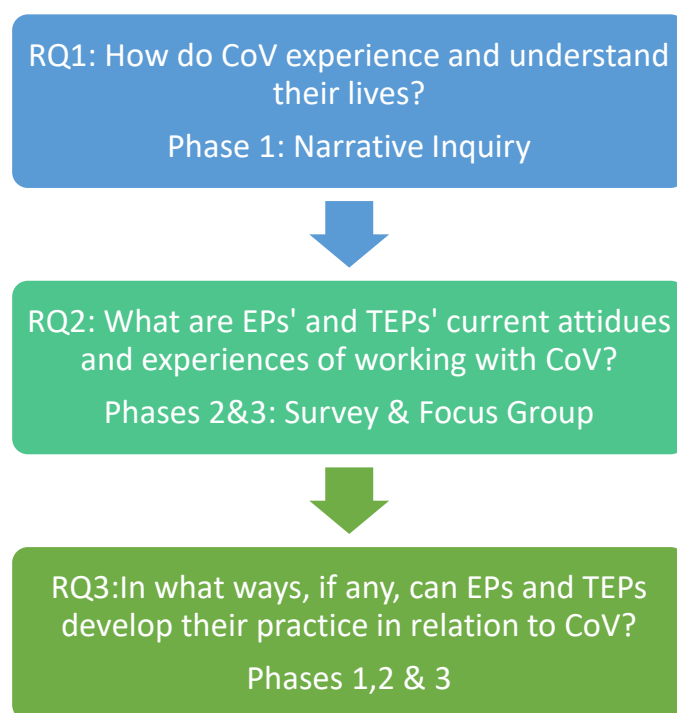 RQ1: How do CoV experience and understand
their lives?
Phase 1: Narrative Inquiry
RQ2: What are EPs' and TEPs' current attidues
and experiences of working with CoV?
Phases 2&3: Survey & Focus Group
RQ3:In what ways, if any, can EPs and TEPs
develop their practice in relation to CoV?
Phases 1,2 & 3